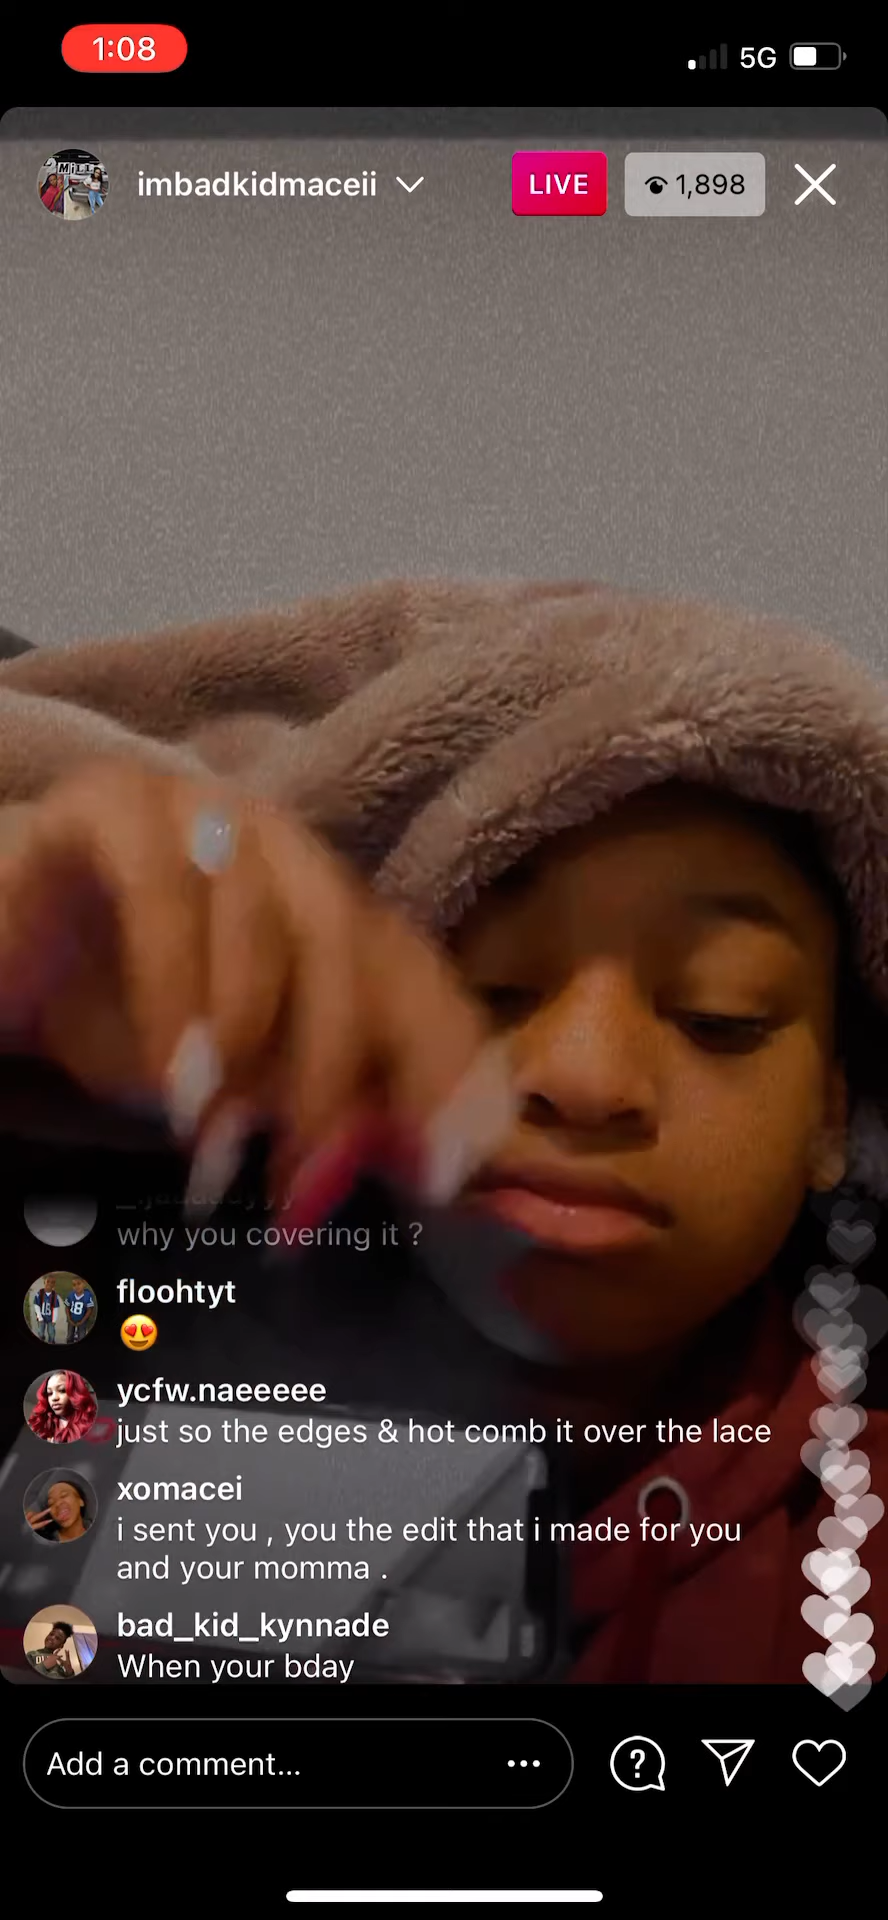 1:08
5G
imbadkidmaceii
LIVE
1,898
why you covering it ?
floohtyt
😍
ycfw.naeeeee
just so the edges & hot comb it over the lace
xomacei
i sent you , you the edit that i made for you
and your momma .
bad_kid_kynnade
When your bday
Add a comment...